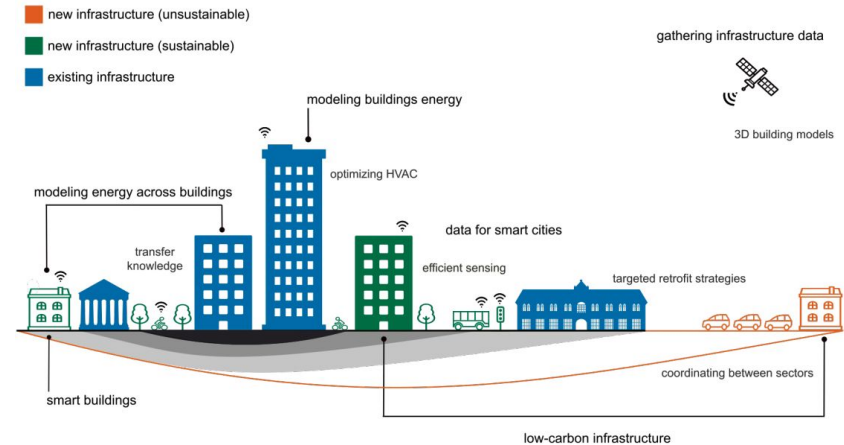 new infrastructure (unsustainable)
new infrastructure (sustainable)
existing infrastructure
gathering infrastructure data
3D building models
modeling buildings energy
optimizing HVAC
modeling energy across buildings
transfer
knowledge
data for smart cities
efficient sensing
targeted retrofit strategies
coordinating between sectors
smart buildings
low-carbon infrastructure